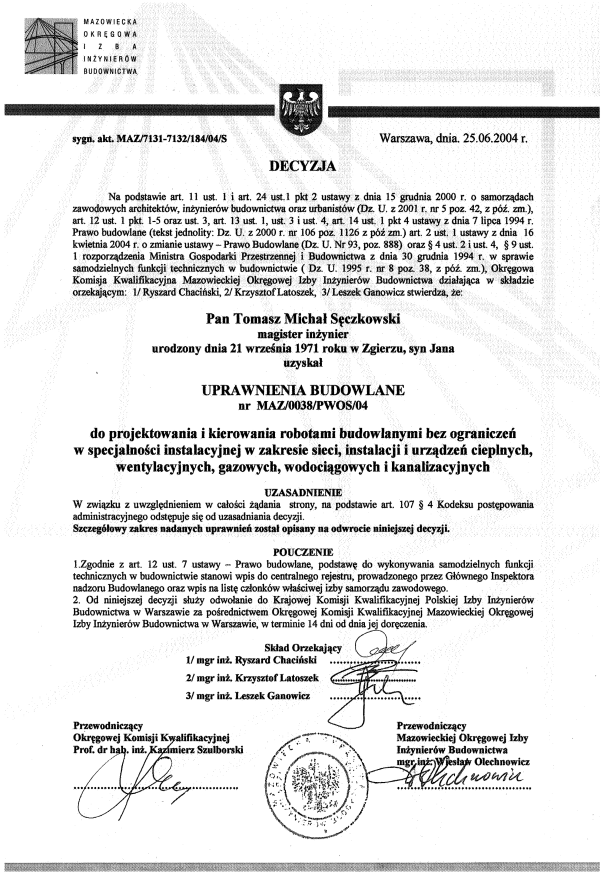 MAZOWIECKA
OKRĘGOWA
IZBA
INŻYNIERÓW
BUDOWNICTWA
sygn. akt. MAZ/7131-7132/184/04/S
Warszawa, dnia. 25.06.2004 r.
DECYZJA
Na podstawie art. 11 ust. 1 i art. 24 ust.1 pkt 2 ustawy z dnia 15 grudnia 2000 r. o samorządach
zawodowych architektów, inżynierów budownictwa oraz urbanistów (Dz. U. z 2001 r. nr 5 poz. 42, z póź. zm.),
art. 12 ust. 1 pkt. 1-5 oraz ust. 3, art. 13 ust. 1, ust. 3 i ust. 4, art. 14 ust. 1 pkt 4 ustawy z dnia 7 lipca 1994 r.
Prawo budowlane (tekst jednolity: Dz. U. z 2000 r. nr 106 poz. 1126 z póź zm.) art. 2 ust. 1 ustawy z dnia 16
kwietnia 2004 r. o zmianie ustawy – Prawo Budowlane (Dz. U. Nr 93, poz. 888) oraz § 4 ust. 2 i ust. 4, § 9 ust.
1 rozporządzenia Ministra Gospodarki Przestrzennej i Budownictwa z dnia 30 grudnia 1994 r. w sprawie
samodzielnych funkcji technicznych w budownictwie ( Dz. U. 1995 r. nr 8 poz. 38, z póź. zm.), Okręgowa
Komisja Kwalifikacyjna Mazowieckiej Okręgowej Izby Inżynierów Budownictwa działająca w składzie
orzekającym: 1/ Ryszard Chaciński, 2/ Krzysztof Latoszek, 3/ Leszek Ganowicz stwierdza, że:
Pan Tomasz Michał Sęczkowski
magister inżynier
urodzony dnia 21 września 1971 roku w Zgierzu, syn Jana
uzyskał
UPRAWNIENIA BUDOWLANE
nr MAZ/0038/PWOS/04
do projektowania i kierowania robotami budowlanymi bez ograniczeń
w specjalności instalacyjnej w zakresie sieci, instalacji i urządzeń cieplnych,
wentylacyjnych, gazowych, wodociągowych i kanalizacyjnych
UZASADNIENIE
W związku z uwzględnieniem w całości żądania strony, na podstawie art. 107 § 4 Kodeksu postępowania
administracyjnego odstępuje się od uzasadniania decyzji.
Szczegółowy zakres nadanych uprawnień został opisany na odwrocie niniejszej decyzji.
POUCZENIE
1.Zgodnie z art. 12 ust. 7 ustawy – Prawo budowlane, podstawę do wykonywania samodzielnych funkcji
technicznych w budownictwie stanowi wpis do centralnego rejestru, prowadzonego przez Głównego Inspektora
nadzoru Budowlanego oraz wpis na listę członków właściwej izby samorządu zawodowego.
2. Od niniejszej decyzji służy odwołanie do Krajowej Komisji Kwalifikacyjnej Polskiej Izby Inżynierów
Budownictwa w Warszawie za pośrednictwem Okręgowej Komisji Kwalifikacyjnej Mazowieckiej Okręgowej
Izby Inżynierów Budownictwa w Warszawie, w terminie 14 dni od dnia jej doręczenia.
Skład Orzekający
1/ mgr inż. Ryszard Chaciński
2/ mgr inż. Krzysztof Latoszek
3/ mgr inż. Leszek Ganowicz
Przewodniczący
Okręgowej Komisji Kwalifikacyjnej
Prof. dr hab. inż. Kazimierz Szulborski
Przewodniczący
Mazowieckiej Okręgowej Izby
Inżynierów Budownictwa
mgr inż. Wiesław Olechnowicz